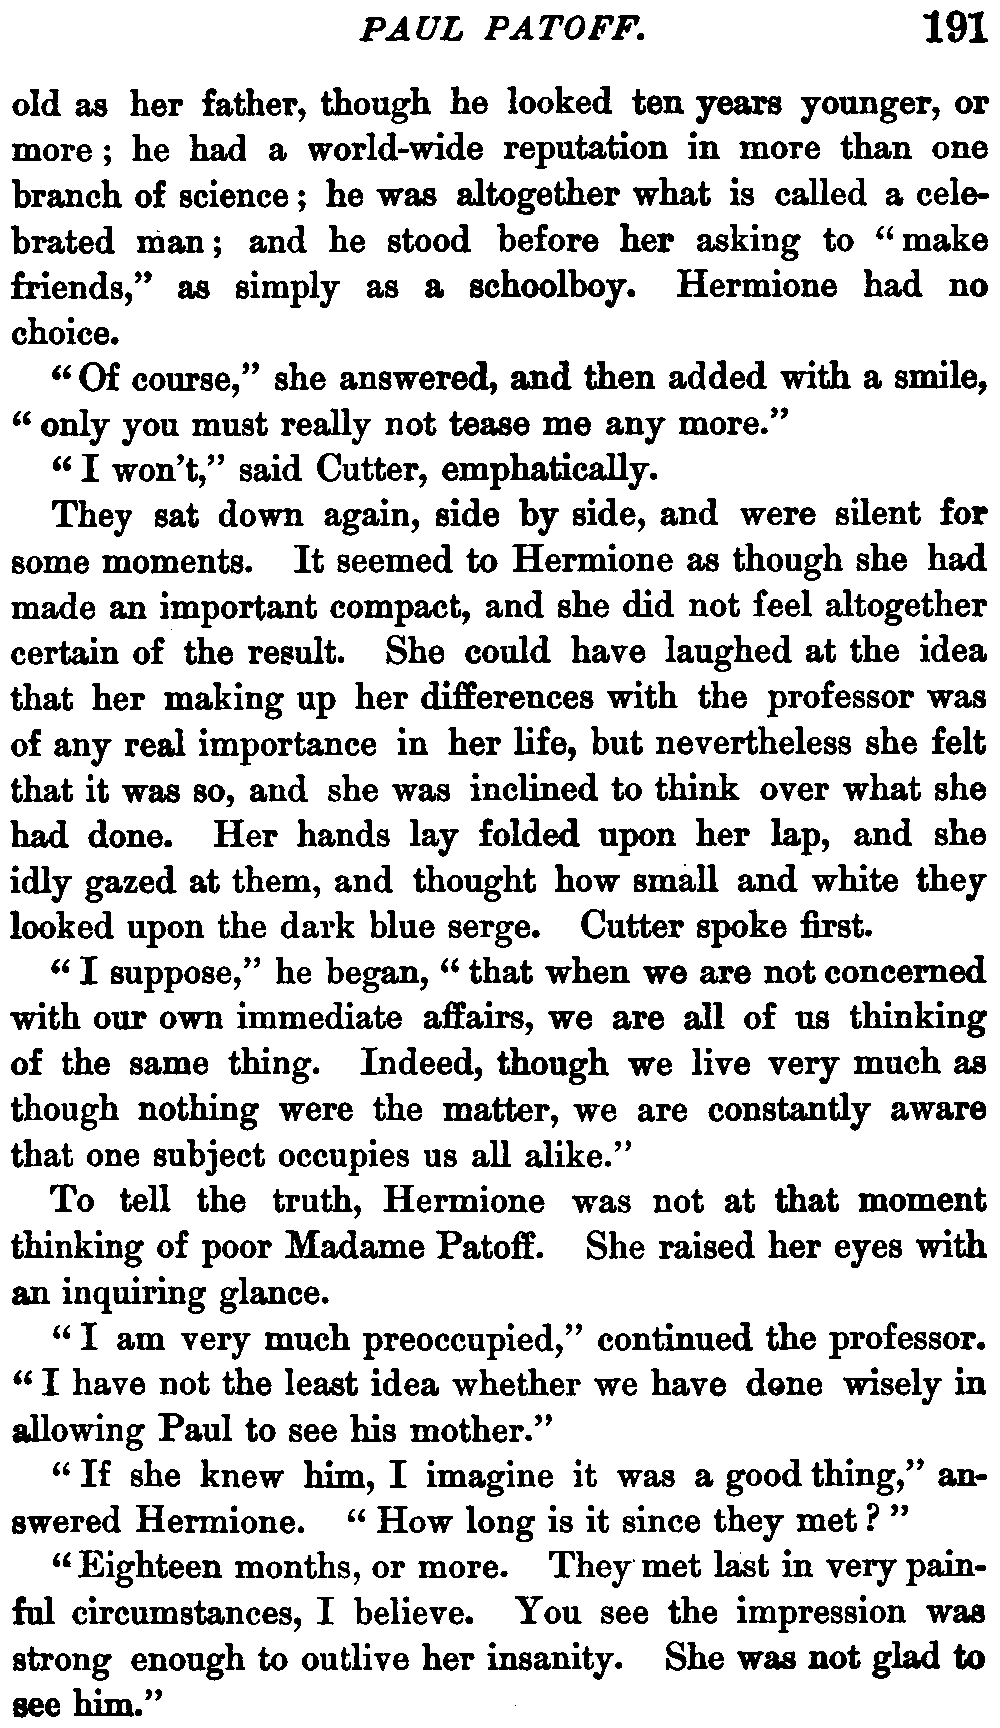 PAUL PATOFF. 191
old as her father, though he looked ten years younger, or
more; he had a world-wide reputation in more than one
branch of science; he was altogether what is called a cele-
brated man; and he stood before her asking to "make
friends," as simply as a schoolboy. Hermione had no
choice.
"Of course," she answered, and then added with a smile,
"only you must really not tease me any more."
"I won't," said Cutter, emphatically.
They sat down again, side by side, and were silent for
some moments. It seemed to Hermione as though she had
made an important compact, and she did not feel altogether
certain of the result. She could have laughed at the idea
that her making up her differences with the professor was
of any real importance in her life, but nevertheless she felt
that it was so, and she was inclined to think over what she
had done. Her hands lay folded upon her lap, and she
idly gazed at them, and thought how small and white they
looked upon the dark blue serge. Cutter spoke first.
"I suppose," he began, "that when we are not concerned
with our own immediate affairs, we are all of us thinking
of the same thing. Indeed, though we live very much as
though nothing were the matter, we are constantly aware
that one subject occupies us all alike."
To tell the truth, Hermione was not at that moment
thinking of poor Madame Patoff. She raised her eyes with
an inquiring glance.
"I am very much preoccupied," continued the professor.
"I have not the least idea whether we have done wisely in
allowing Paul to see his mother."
"If she knew him, I imagine it was a good thing," an-
swered Hermione. "How long is it since they met?"
"Eighteen months, or more. They met last in very pain-
ful circumstances, I believe. You see the impression was
strong enough to outlive her insanity. She was not glad to
see him."